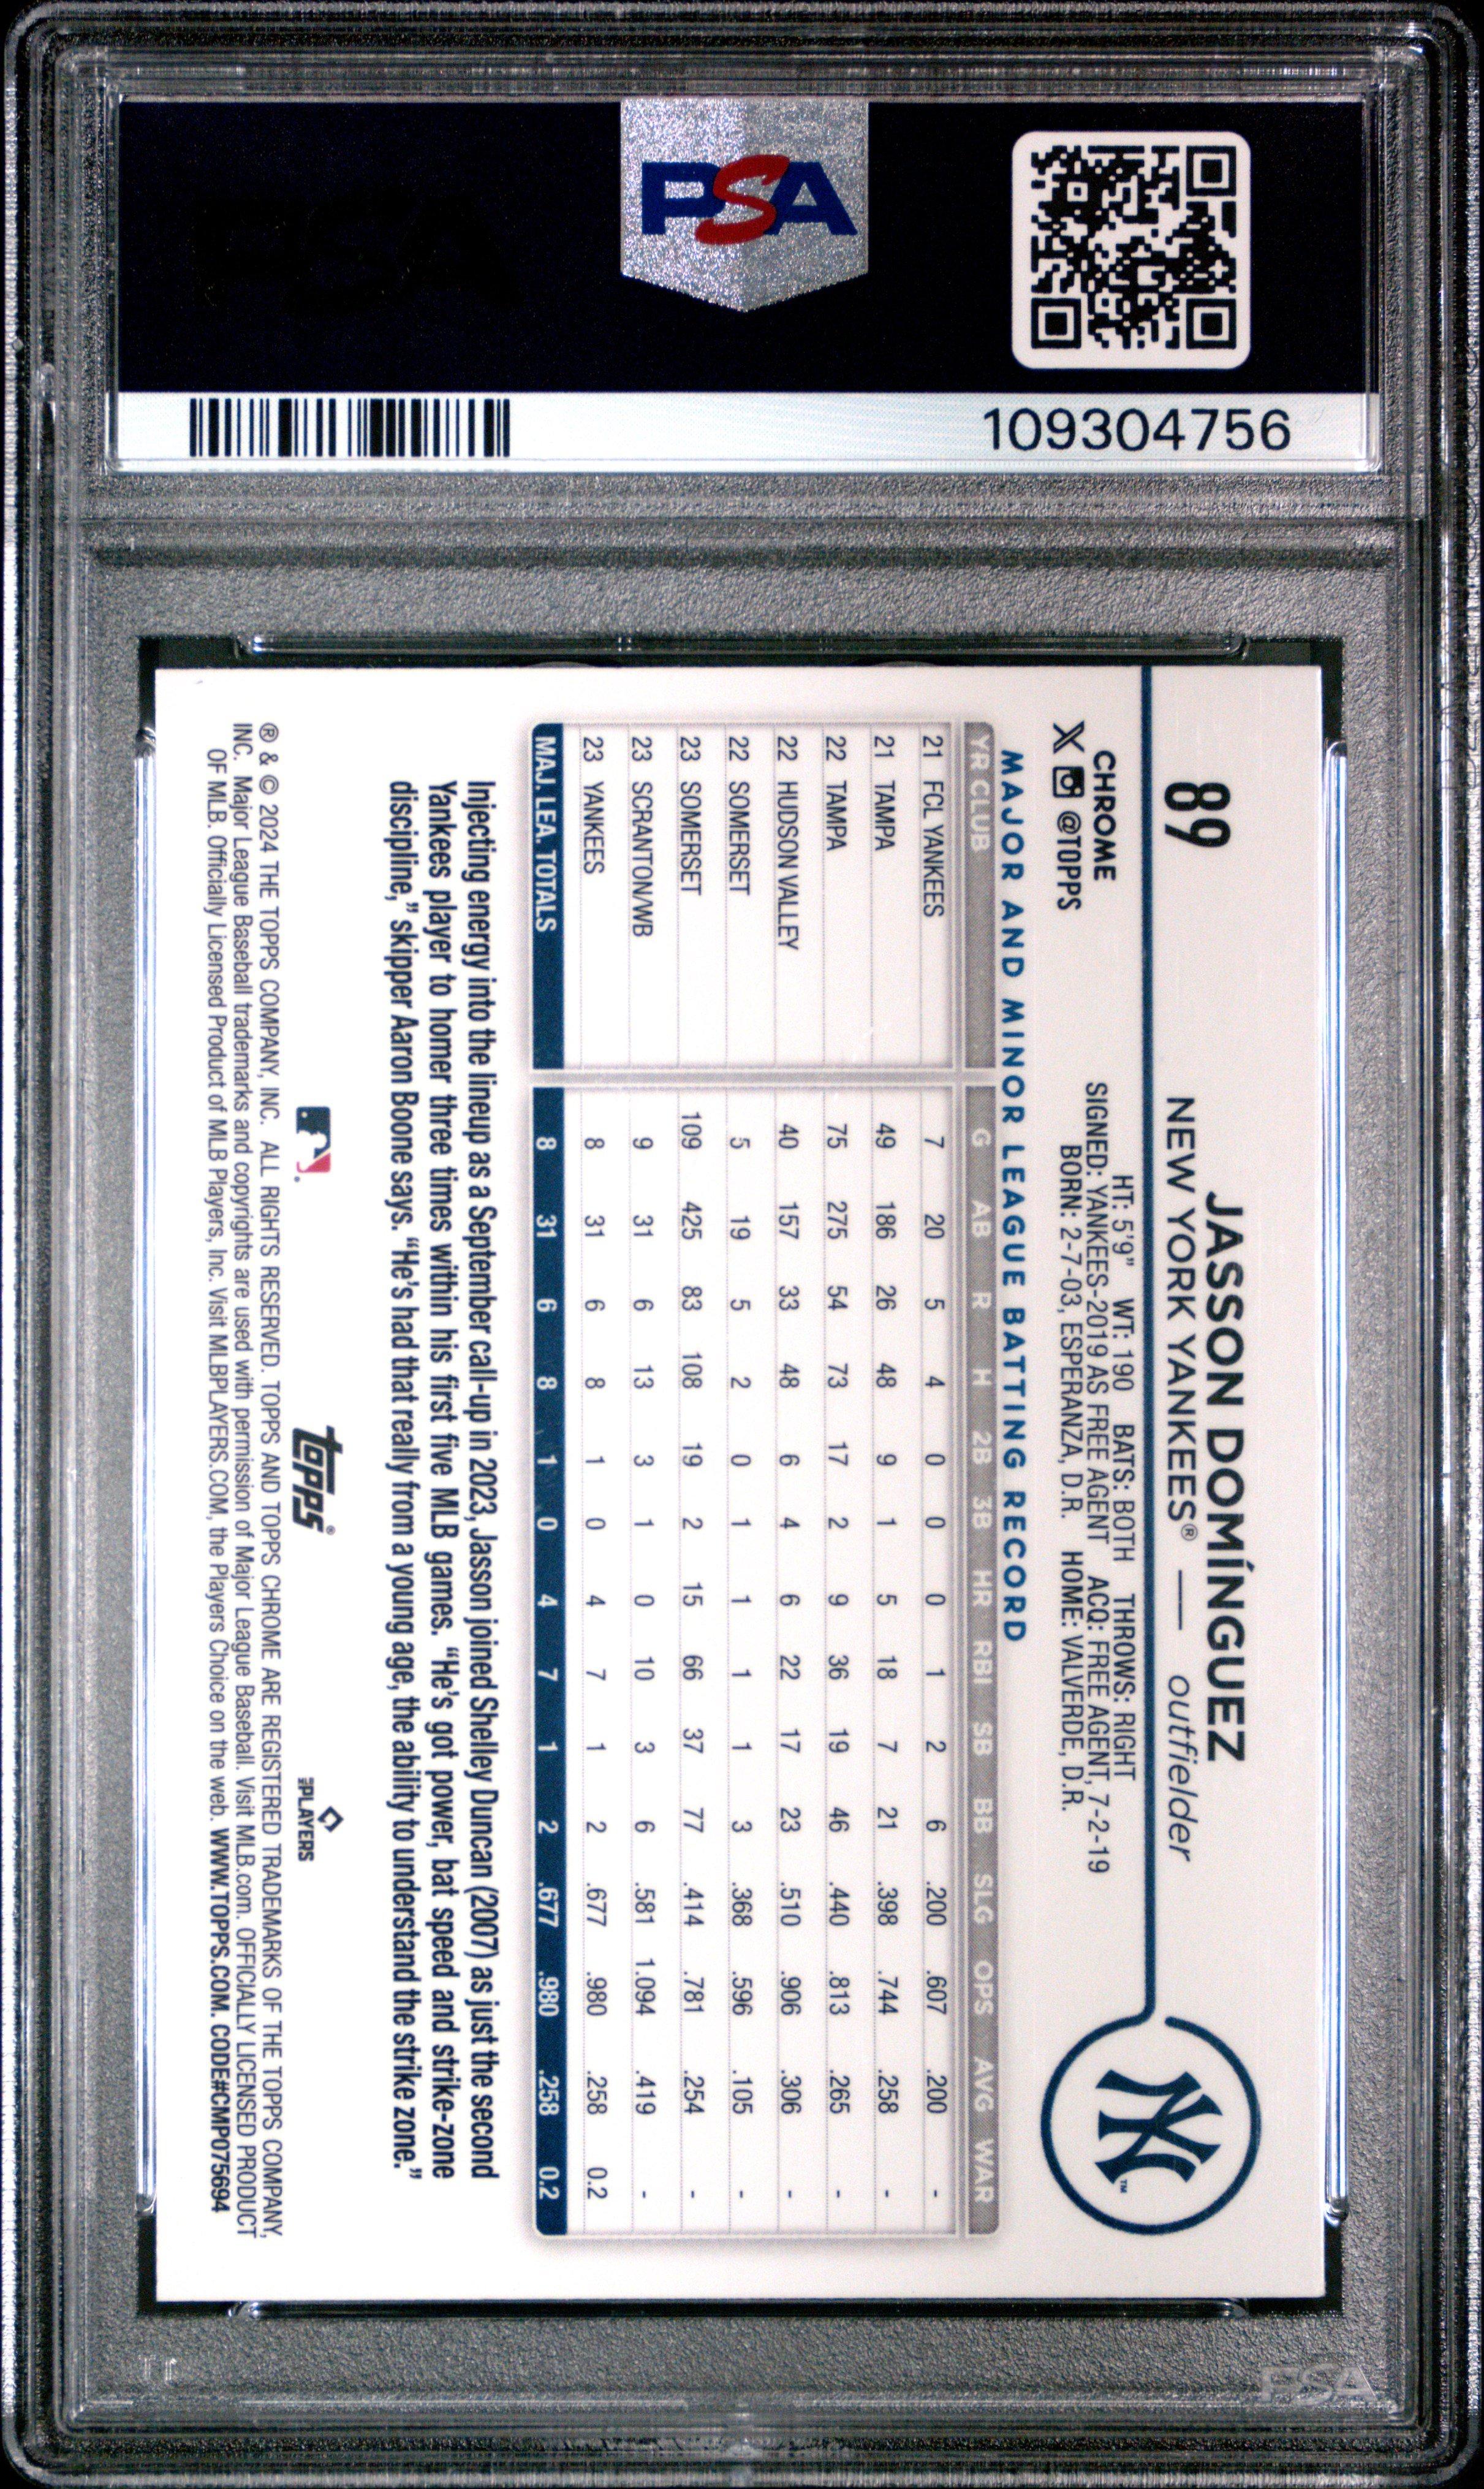 PSA
109304756
89
JASSON DOMÍNGUEZ
NEW YORK YANKEES® — outfielder
CHROME
@TOPPS
HT: 5'9" WT: 190 BATS: BOTH THROWS: RIGHT
SIGNED: YANKEES-2019 AS FREE AGENT ACQ: FREE AGENT, 7-2-19
BORN: 2-7-03, ESPERANZA, D.R. HOME: VALVERDE, D.R.
MAJOR AND MINOR LEAGUE BATTING RECORD
YR CLUB G AB R H 2B 3B HR RBI SB BB SLG OPS AVG WAR
21 FCL YANKEES 7 20 5 4 0 0 0 1 2 6 .200 .607 .200 -
21 TAMPA 49 186 26 48 9 1 5 18 7 21 .398 .744 .258 -
22 TAMPA 75 275 54 73 17 2 9 36 19 46 .440 .813 .265 -
22 HUDSON VALLEY 40 157 33 48 6 4 6 22 17 23 .510 .906 .306 -
22 SOMERSET 5 19 5 2 0 1 1 1 1 3 .368 .596 .105 -
23 SOMERSET 109 425 83 108 19 2 15 66 37 77 .414 .781 .254 -
23 SCRANTON/WB 9 31 6 13 3 1 0 10 3 6 .581 1.094 .419 -
23 YANKEES 8 31 6 8 1 0 4 7 1 2 .677 .980 .258 0.2
MAJ. LEA. TOTALS 8 31 6 8 1 0 4 7 1 2 .677 .980 .258 0.2
Injecting energy into the lineup as a September call-up in 2023, Jasson joined Shelley Duncan (2007) as just the second
Yankees player to homer three times within his first five MLB games. “He's got power, bat speed and strike-zone
discipline,” skipper Aaron Boone says. “He's had that really from a young age, the ability to understand the strike zone.”
topps®
MLB PLAYERS
® & © 2024 THE TOPPS COMPANY, INC. ALL RIGHTS RESERVED. TOPPS AND TOPPS CHROME ARE REGISTERED TRADEMARKS OF THE TOPPS COMPANY,
INC. Major League Baseball trademarks and copyrights are used with permission of Major League Baseball. Visit MLB.com. OFFICIALLY LICENSED PRODUCT
OF MLB. Officially Licensed Product of MLB Players, Inc. Visit MLBPLAYERS.COM, the Players Choice on the web. WWW.TOPPS.COM. CODE#CMP075694
PSA